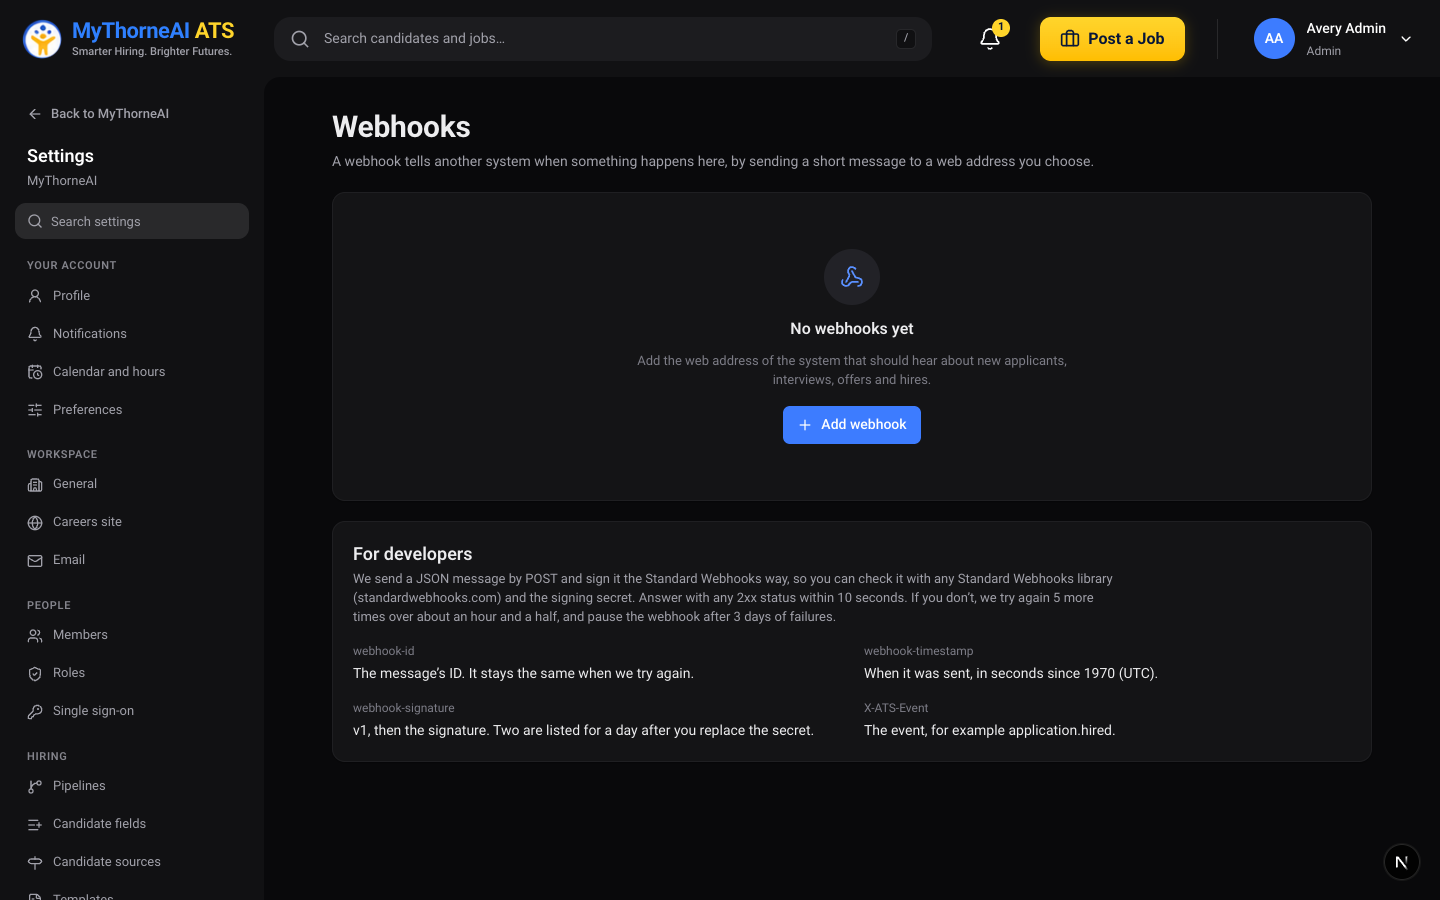 MyThorneAI ATS
Smarter Hiring. Brighter Futures.
Search candidates and jobs...
/
1
Post a Job
AA
Avery Admin
Admin
Back to MyThorneAI
Settings
MyThorneAI
Search settings
YOUR ACCOUNT
Profile
Notifications
Calendar and hours
Preferences
WORKSPACE
General
Careers site
Email
PEOPLE
Members
Roles
Single sign-on
HIRING
Pipelines
Candidate fields
Candidate sources
Templates
Webhooks
A webhook tells another system when something happens here, by sending a short message to a web address you choose.
No webhooks yet
Add the web address of the system that should hear about new applicants,
interviews, offers and hires.
Add webhook
For developers
We send a JSON message by POST and sign it the Standard Webhooks way, so you can check it with any Standard Webhooks library
(standardwebhooks.com) and the signing secret. Answer with any 2xx status within 10 seconds. If you don’t, we try again 5 more
times over about an hour and a half, and pause the webhook after 3 days of failures.
webhook-id
The message’s ID. It stays the same when we try again.
webhook-timestamp
When it was sent, in seconds since 1970 (UTC).
webhook-signature
v1, then the signature. Two are listed for a day after you replace the secret.
X-ATS-Event
The event, for example application.hired.
N